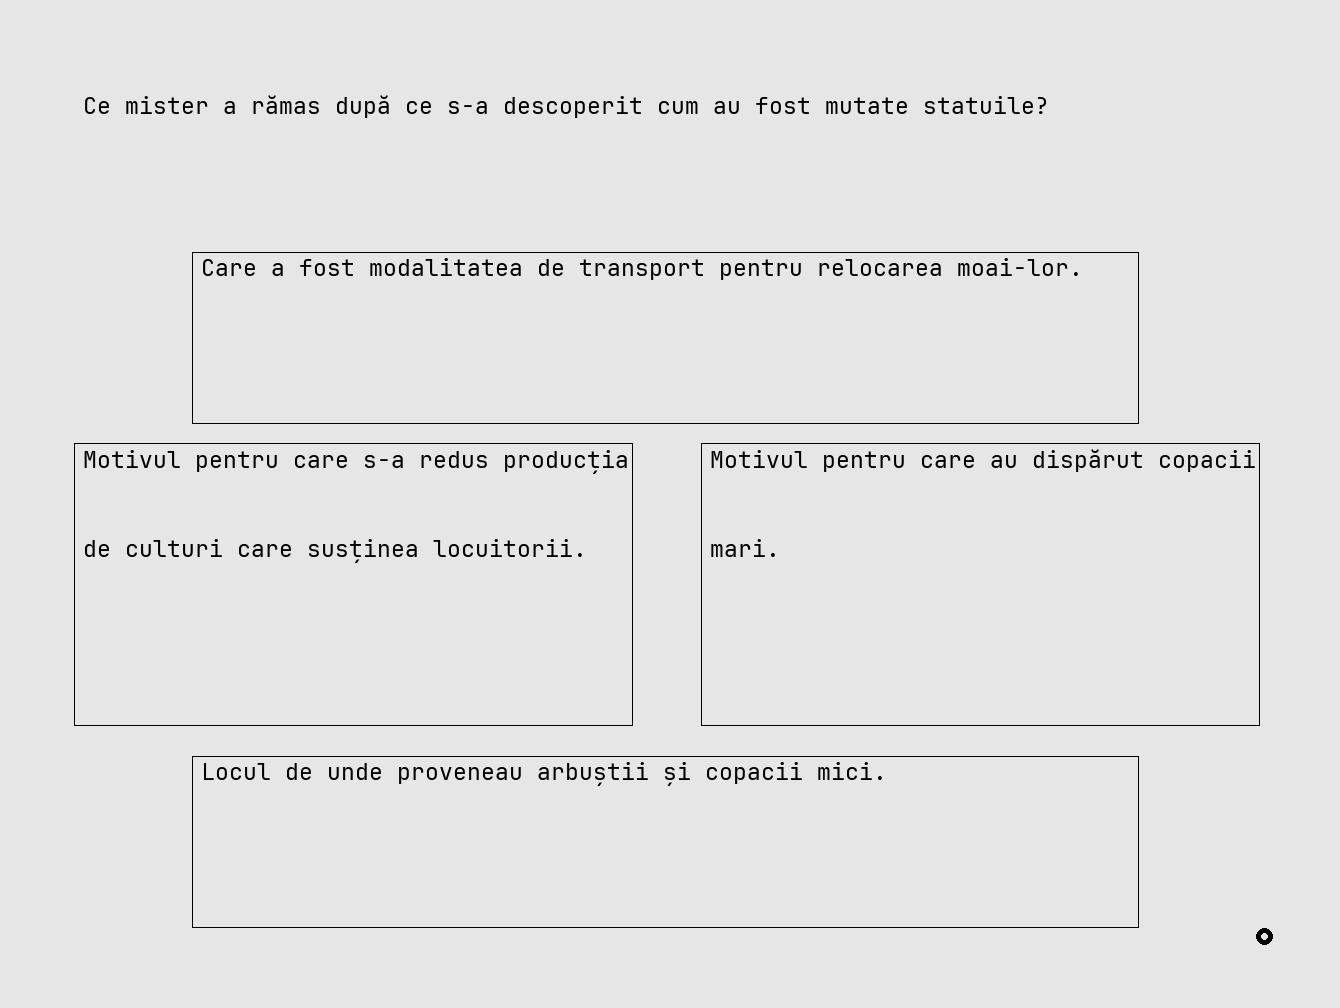 Ce mister a rămas după ce s-a descoperit cum au fost mutate statuile?
Care a fost modalitatea de transport pentru relocarea moai-lor.
Motivul pentru care s-a redus producția
de culturi care susținea locuitorii.
Motivul pentru care au dispărut copacii
mari.
Locul de unde proveneau arbuștii și copacii mici.